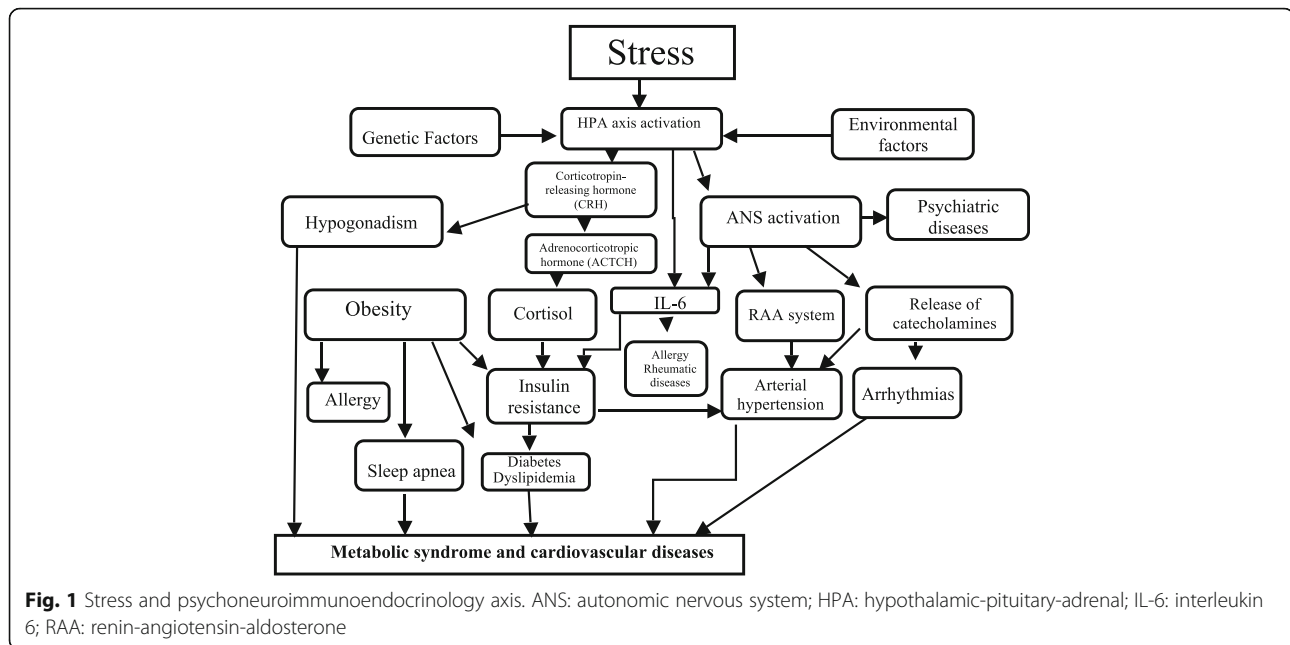 Stress
Genetic Factors
HPA axis activation
Environmental
factors
Corticotropin-
releasing hormone
(CRH)
Hypogonadism
ANS activation
Psychiatric
diseases
Adrenocorticotropic
hormone (ACTCH)
Obesity
Cortisol
IL-6
RAA system
Release of
catecholamines
Allergy
Rheumatic
diseases
Allergy
Insulin
resistance
Arterial
hypertension
Arrhythmias
Sleep apnea
Diabetes
Dyslipidemia
Metabolic syndrome and cardiovascular diseases
Fig. 1 Stress and psychoneuroimmunoendocrinology axis. ANS: autonomic nervous system; HPA: hypothalamic-pituitary-adrenal; IL-6: interleukin
6; RAA: renin-angiotensin-aldosterone